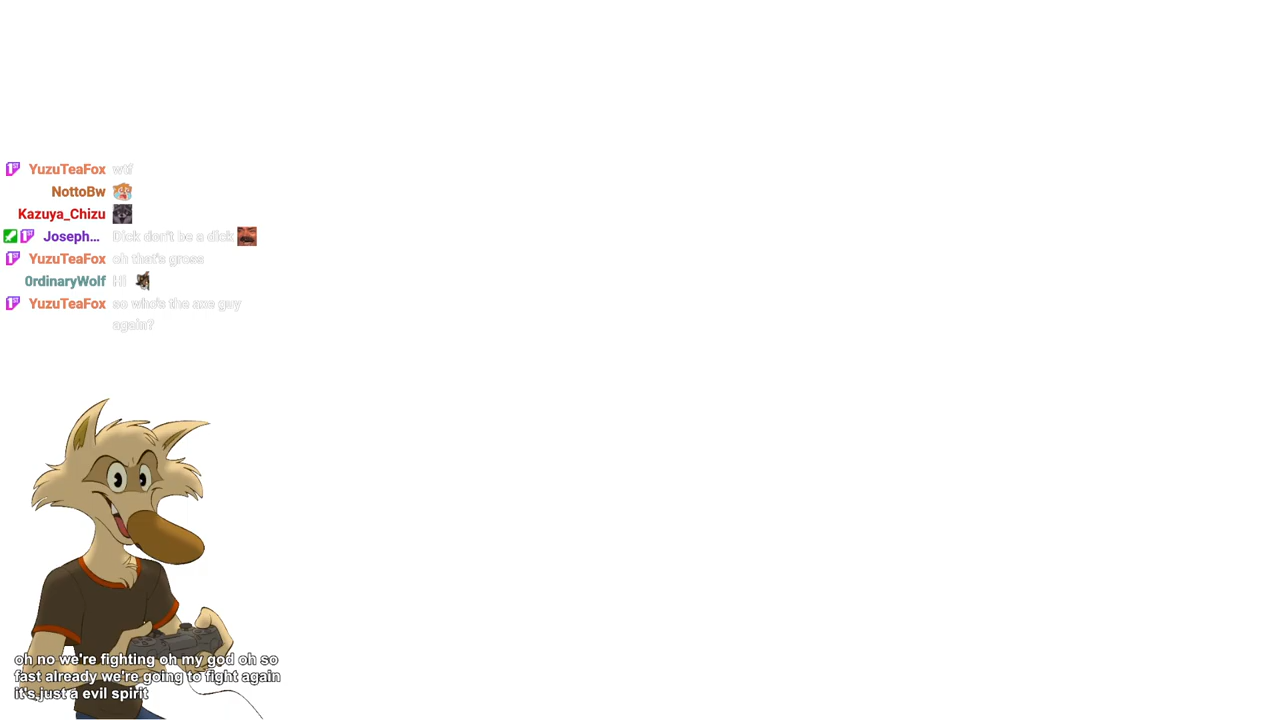 YuzuTeaFox wtf
NottoBw
Kazuya_Chizu
Joseph... Dick don't be a dick
YuzuTeaFox oh that's gross
0rdinaryWolf Hi
YuzuTeaFox so who's the axe guy
again?
oh no we're fighting oh my god oh so
fast already we're going to fight again
it's just a evil spirit